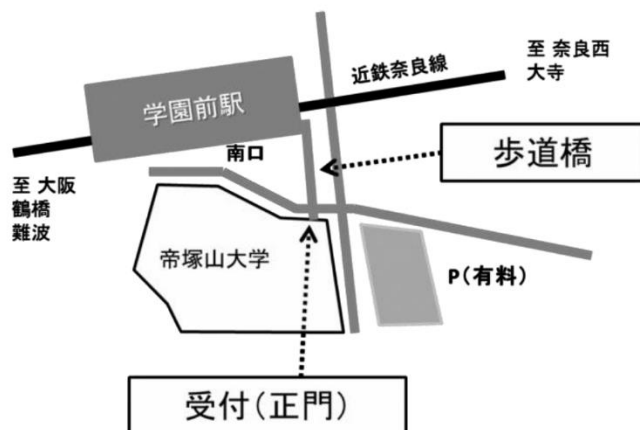 至 奈良西
大寺
近鉄奈良線
学園前駅
歩道橋
南口
至 大阪
鶴橋
難波
帝塚山大学
P(有料)
受付(正門)